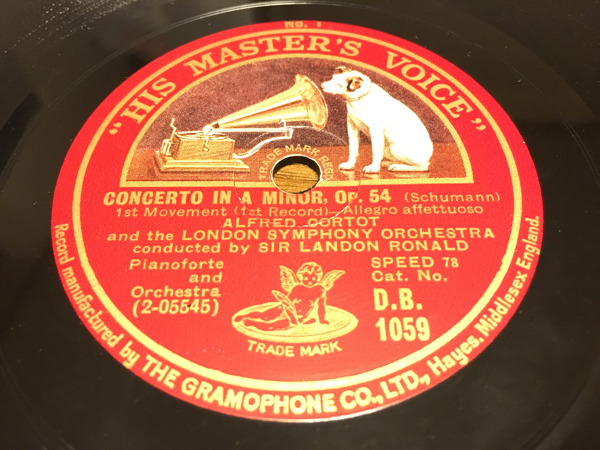 No. 1
"HIS MASTER'S VOICE"
TRADE MARK REGD
CONCERTO IN A MINOR, Op. 54 (Schumann)
1st Movement (1st Record)—Allegro affettuoso
ALFRED CORTOT
and the LONDON SYMPHONY ORCHESTRA
conducted by SIR LANDON RONALD
Pianoforte
and
Orchestra
(2-05545)
SPEED 78
Cat. No.
D.B.
1059
TRADE MARK
Record manufactured by THE GRAMOPHONE CO., LTD., Hayes, Middlesex England.